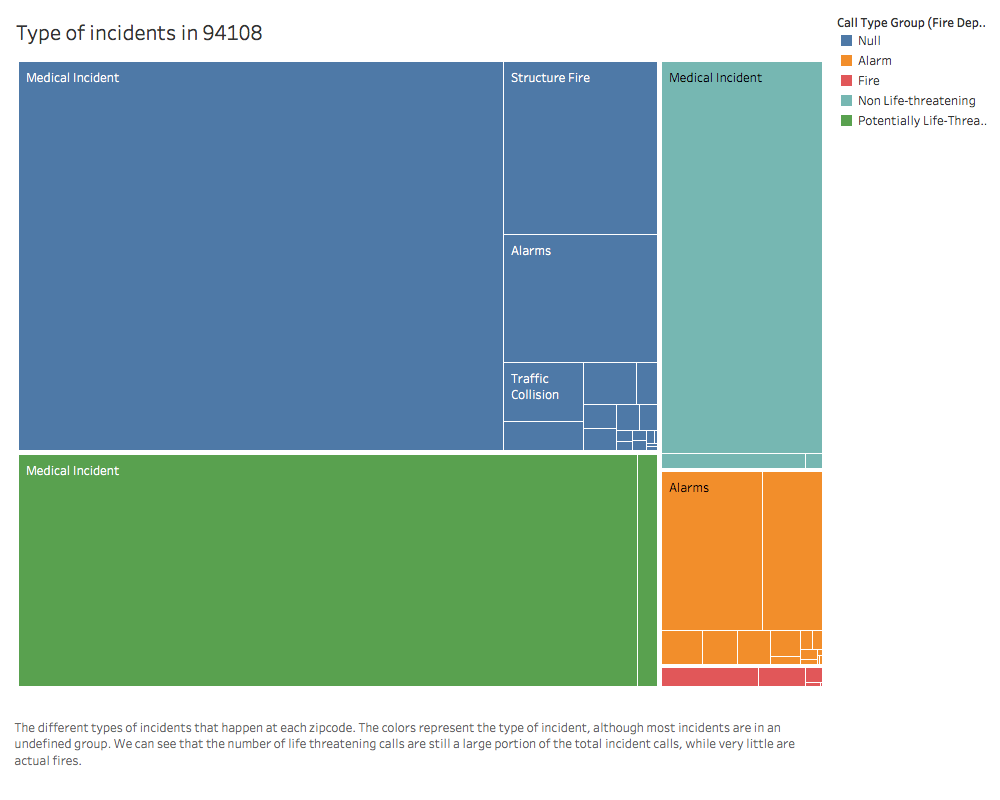 Type of incidents in 94108
Call Type Group (Fire Dep..
Null
Alarm
Fire
Non Life-threatening
Potentially Life-Threa..
Medical Incident
Structure Fire
Medical Incident
Alarms
Traffic
Collision
Medical Incident
Alarms
The different types of incidents that happen at each zipcode. The colors represent the type of incident, although most incidents are in an
undefined group. We can see that the number of life threatening calls are still a large portion of the total incident calls, while very little are
actual fires.